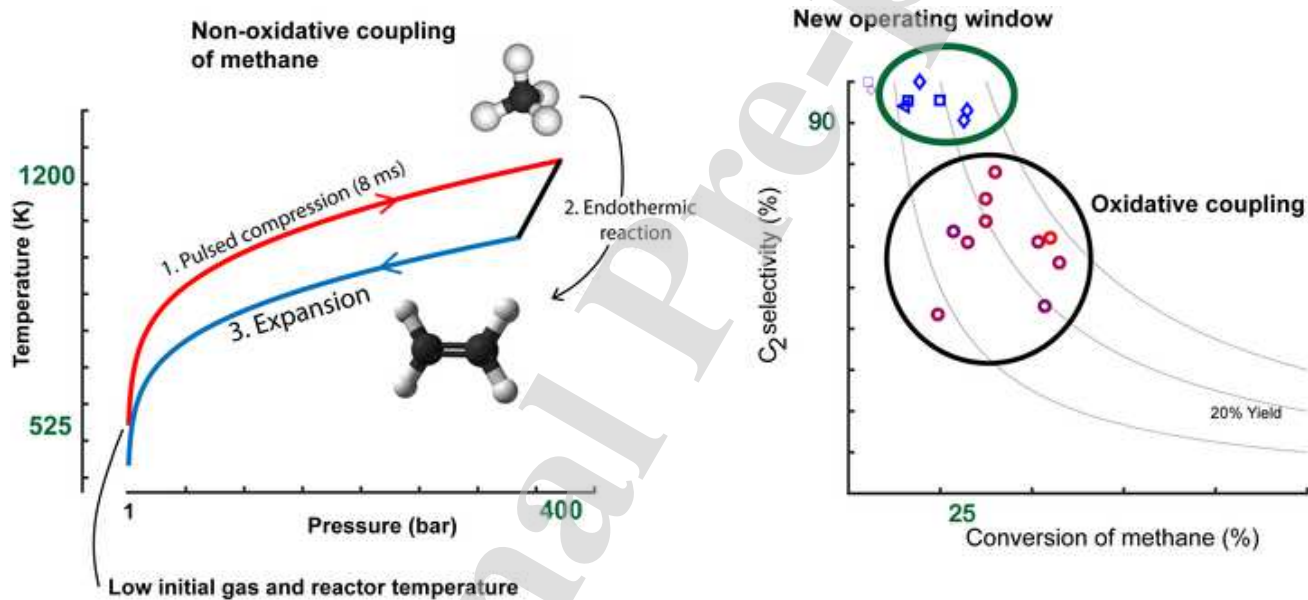 Non-oxidative coupling
of methane
1200
525
Temperature (K)
1. Pulsed compression (8 ms)
2. Endothermic
reaction
3. Expansion
1
400
Pressure (bar)
Low initial gas and reactor temperature
New operating window
90
C2 selectivity (%)
Oxidative coupling
20% Yield
25
Conversion of methane (%)
nal Pre-p